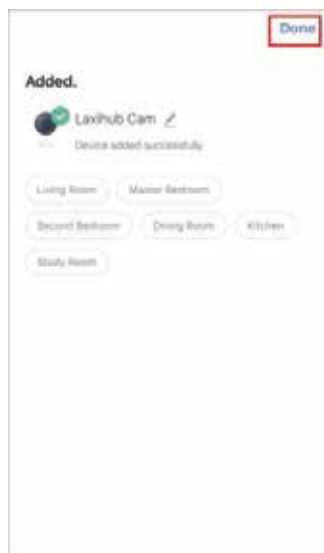 Done
Added.
Laxihub Cam
Device added successfully
Living Room Master Bedroom
Second Bedroom Dining Room Kitchen
Study Room